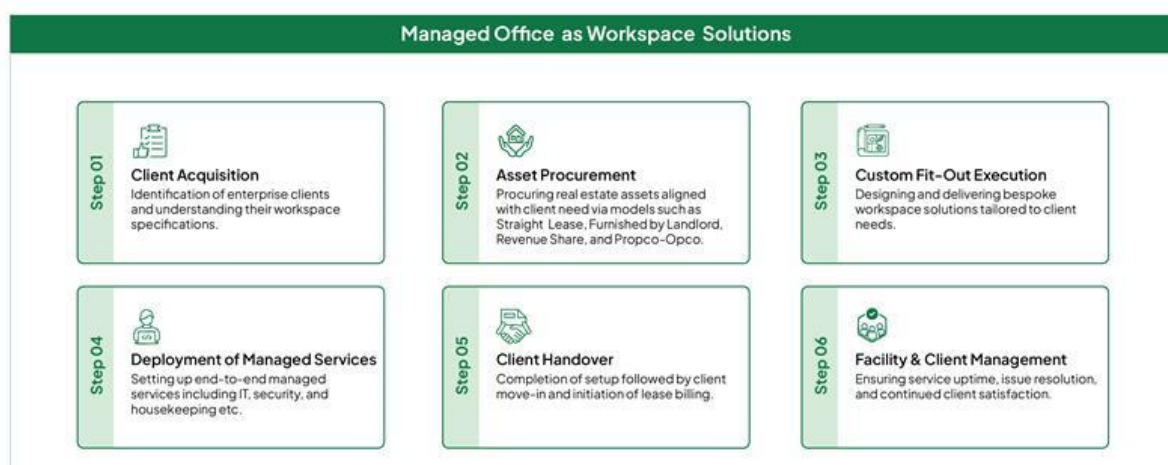 Managed Office as Workspace Solutions
Step 01
Client Acquisition
Identification of enterprise clients
and understanding their workspace
specifications.
Step 02
Asset Procurement
Procuring real estate assets aligned
with client need via models such as
Straight Lease, Furnished by Landlord,
Revenue Share, and Propco-Opco.
Step 03
Custom Fit-Out Execution
Designing and delivering bespoke
workspace solutions tailored to client
needs.
Step 04
Deployment of Managed Services
Setting up end-to-end managed
services including IT, security, and
housekeeping etc.
Step 05
Client Handover
Completion of setup followed by client
move-in and initiation of lease billing.
Step 06
Facility & Client Management
Ensuring service uptime, issue resolution,
and continued client satisfaction.